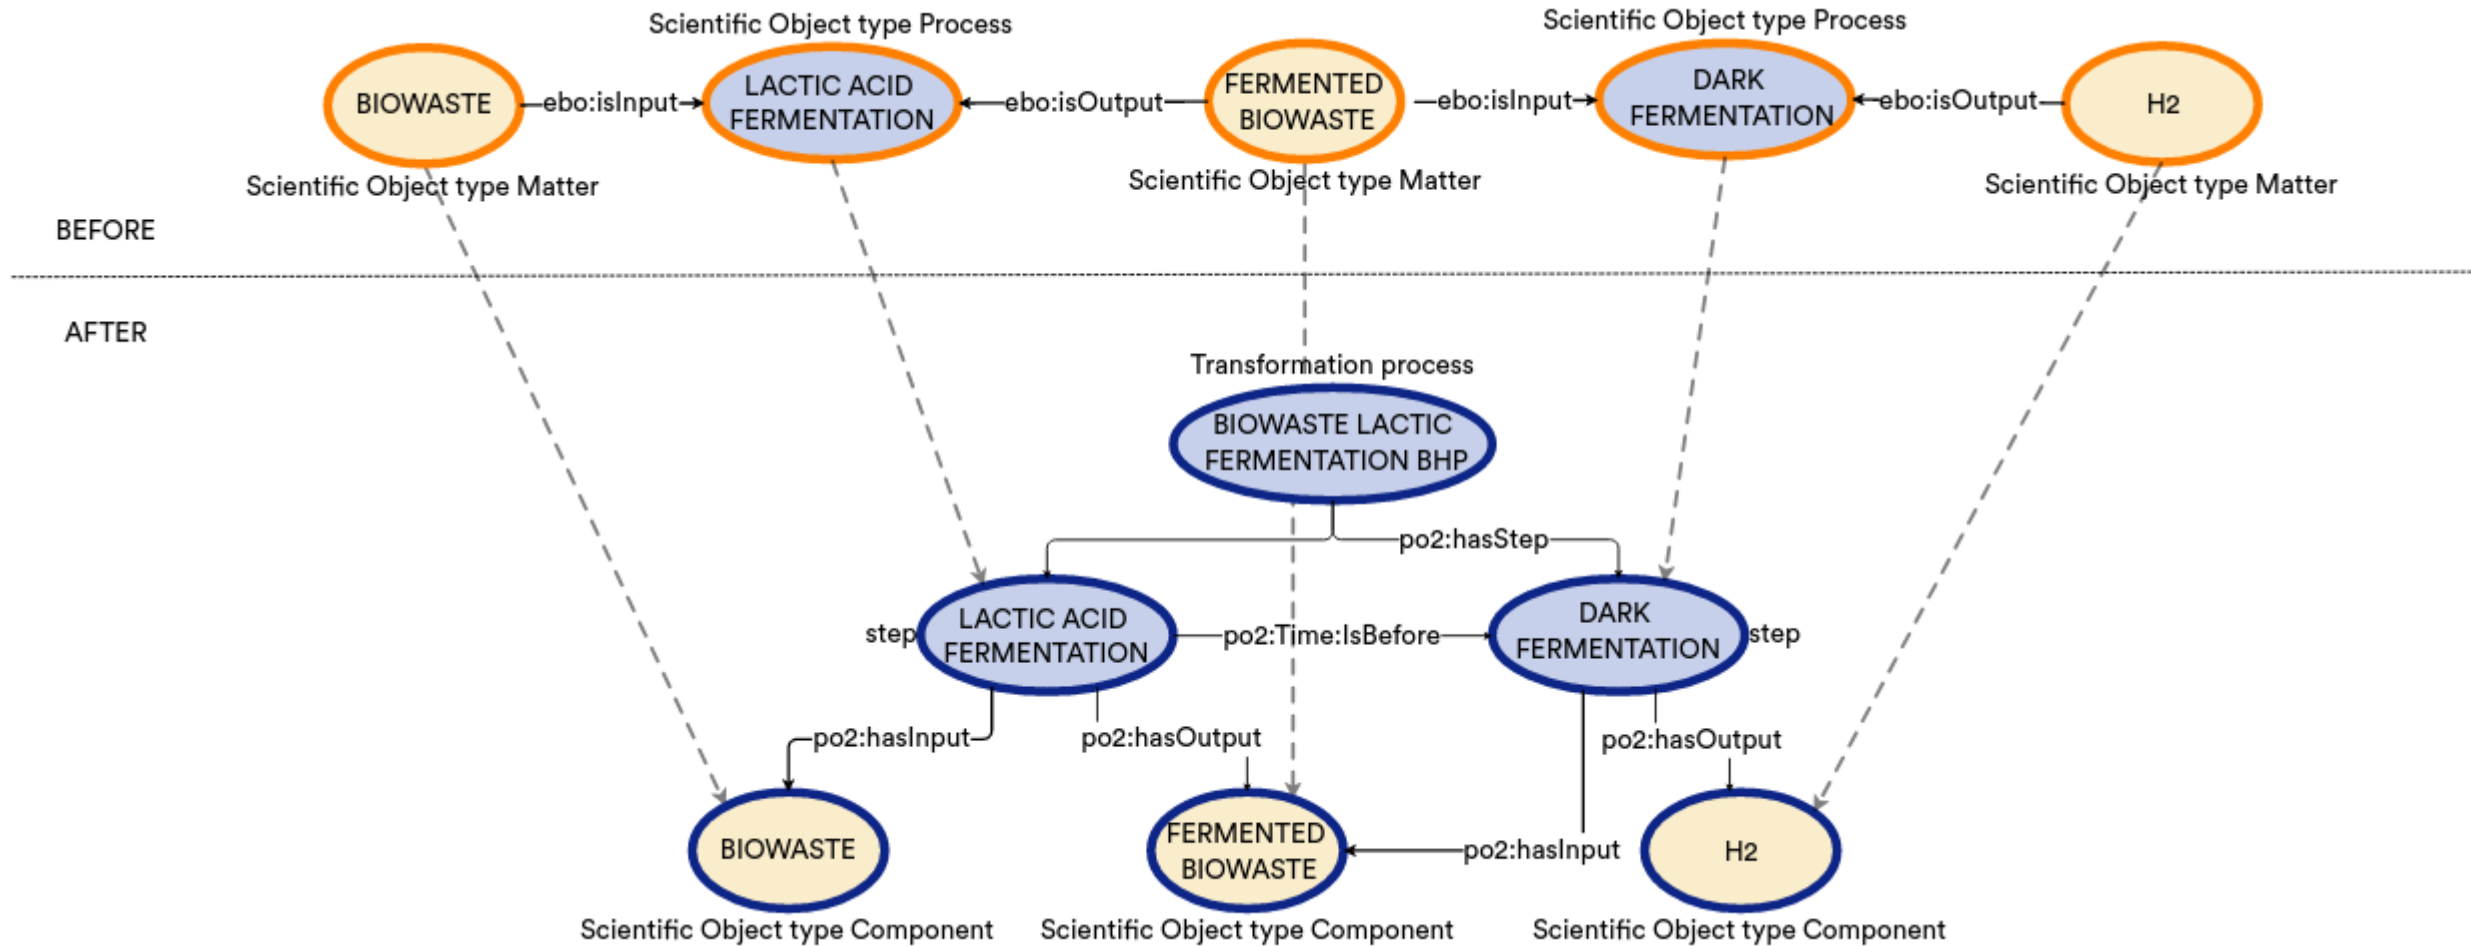 Scientific Object type Process
Scientific Object type Process
BIOWASTE
ebo:isInput
LACTIC ACID
FERMENTATION
ebo:isOutput
FERMENTED
BIOWASTE
ebo:isInput
DARK
FERMENTATION
ebo:isOutput
H2
Scientific Object type Matter
Scientific Object type Matter
Scientific Object type Matter
BEFORE
AFTER
Transformation process
BIOWASTE LACTIC
FERMENTATION BHP
po2:hasStep
step
LACTIC ACID
FERMENTATION
po2:Time:IsBefore
DARK
FERMENTATION
step
po2:hasInput
po2:hasOutput
po2:hasOutput
BIOWASTE
FERMENTED
BIOWASTE
po2:hasInput
H2
Scientific Object type Component
Scientific Object type Component
Scientific Object type Component